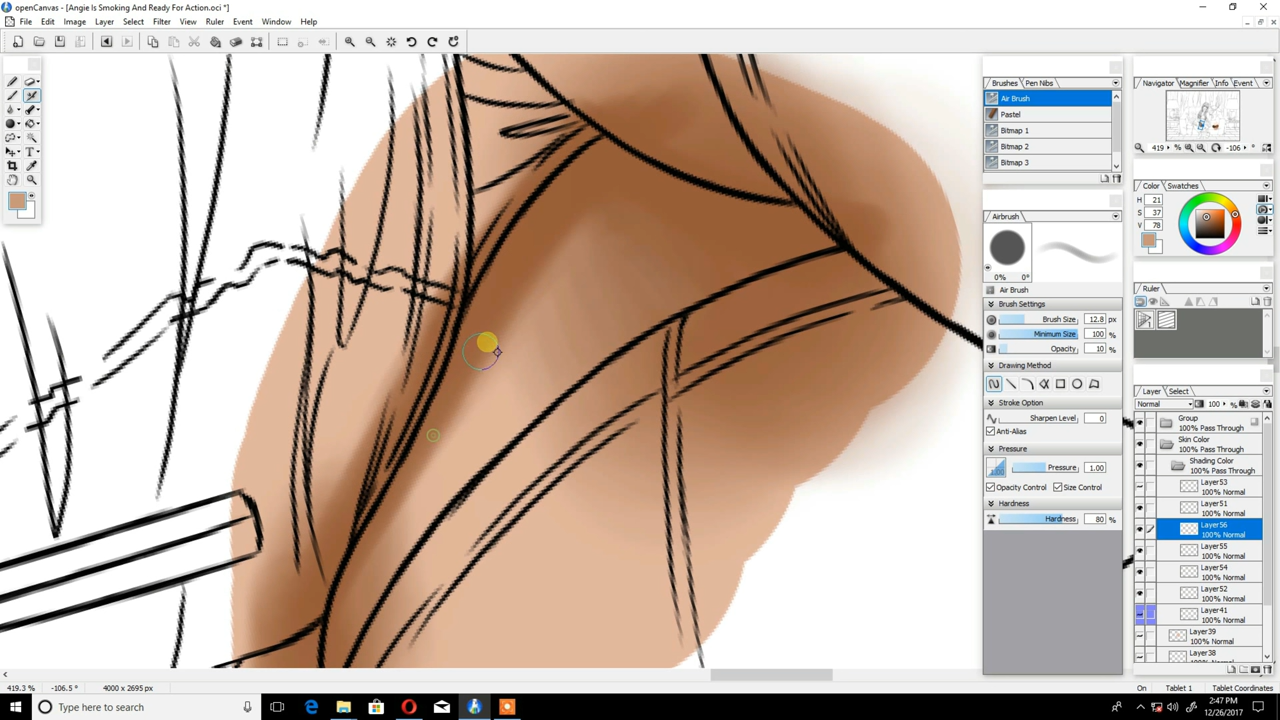 openCanvas - [Angie Is Smoking And Ready For Action.oci *]
File Edit Image Layer Select Filter View Ruler Event Window Help
Brushes Pen Nibs
Air Brush
Pastel
Bitmap 1
Bitmap 2
Bitmap 3
Airbrush
0% 0°
Air Brush
Brush Settings
Brush Size 12.8 px
Minimum Size 100 %
Opacity 10 %
Drawing Method
Stroke Option
Sharpen Level 0
Anti-Alias
Pressure
Pressure 1.00
Opacity Control Size Control
Hardness
Hardness 80 %
Navigator Magnifier Info Event
419 % -106 °
Color Swatches
H 21
S 37
V 78
Ruler
Layer Select
Normal 100 %
Group
100% Pass Through
Skin Color
100% Pass Through
Shading Color
100% Pass Through
Layer53
100% Normal
Layer51
100% Normal
Layer56
100% Normal
Layer55
100% Normal
Layer54
100% Normal
Layer52
100% Normal
Layer41
100% Normal
Layer39
100% Normal
Layer38
100% Normal
419.3 % -106.5 ° 4000 x 2695 px
On Tablet 1 Tablet Coordinates
Type here to search
2:47 PM
12/26/2017